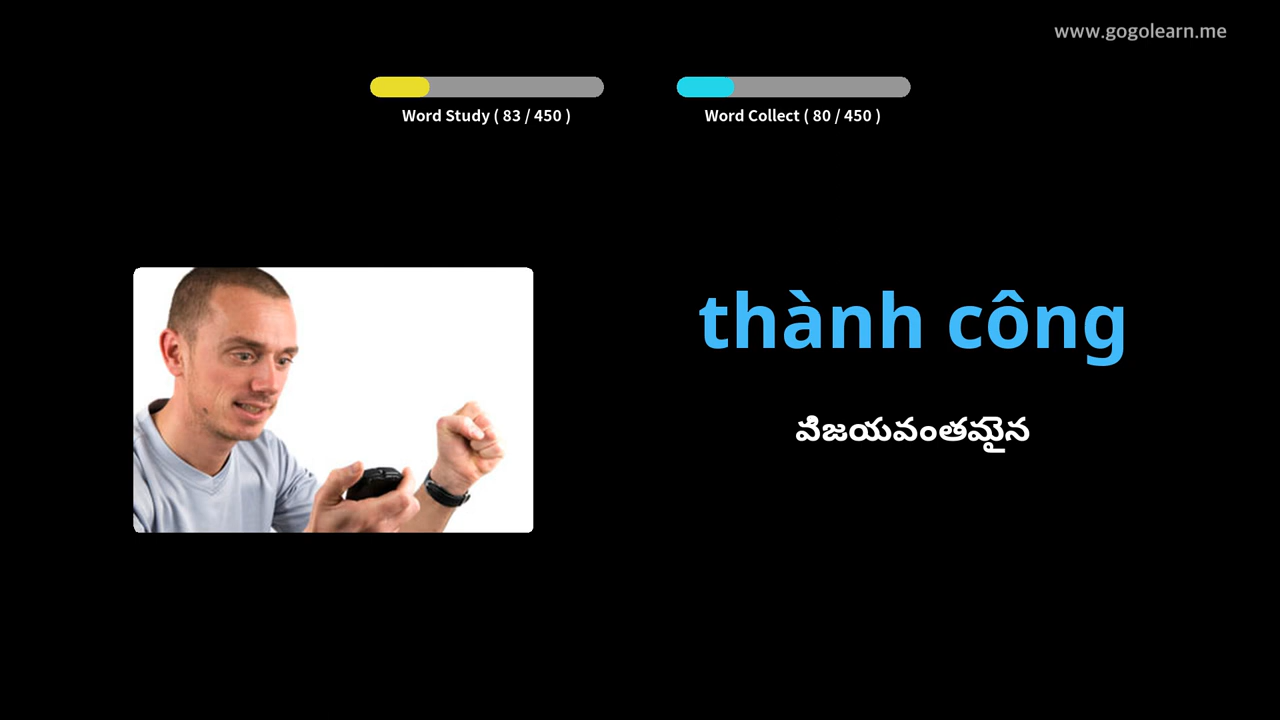 www.gogolearn.me
Word Study ( 83 / 450 )
Word Collect ( 80 / 450 )
thành công
విజయవంతమైన